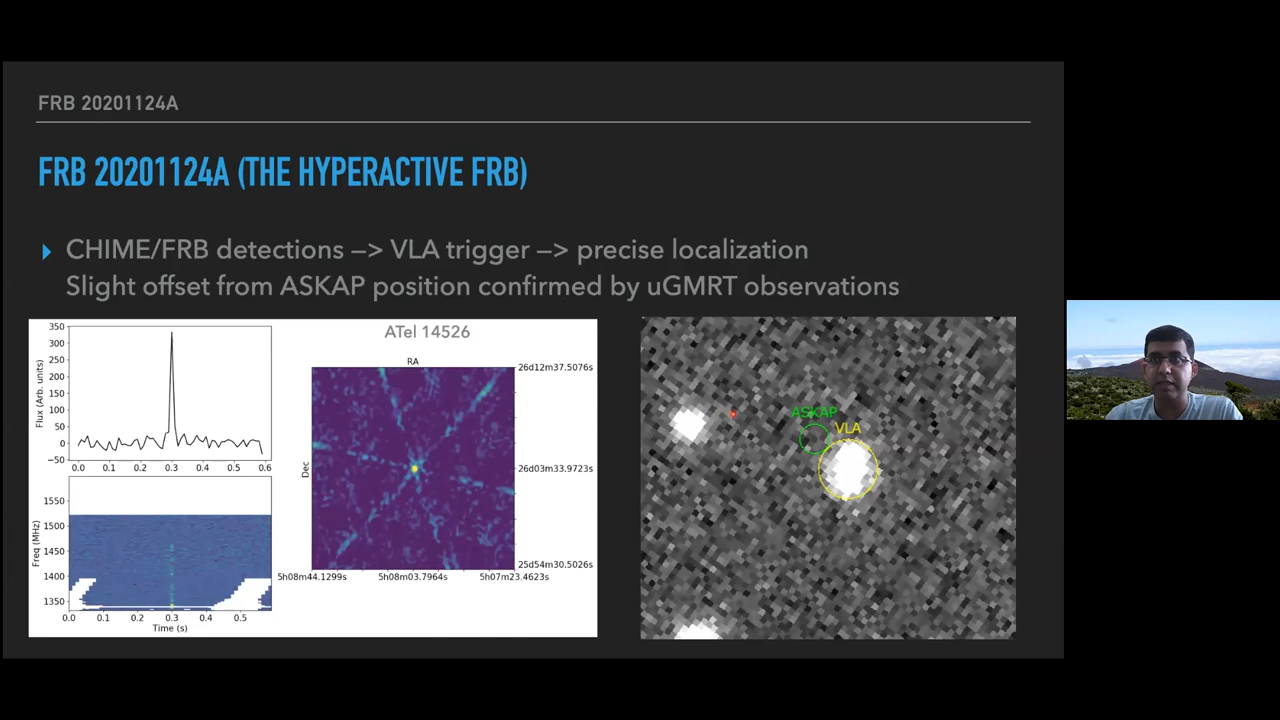 FRB 20201124A
FRB 20201124A (THE HYPERACTIVE FRB)
CHIME/FRB detections —> VLA trigger —> precise localization
Slight offset from ASKAP position confirmed by uGMRT observations
350
300
250
200
150
100
50
0
−50
Flux (Arb. units)
0.0 0.1 0.2 0.3 0.4 0.5 0.6
1550
1500
1450
1400
1350
Freq (MHz)
0.0 0.1 0.2 0.3 0.4 0.5
Time (s)
ATel 14526
RA
26d12m37.5076s
Dec
26d03m33.9723s
25d54m30.5026s
5h08m44.1299s 5h08m03.7964s 5h07m23.4623s
ASKAP
VLA